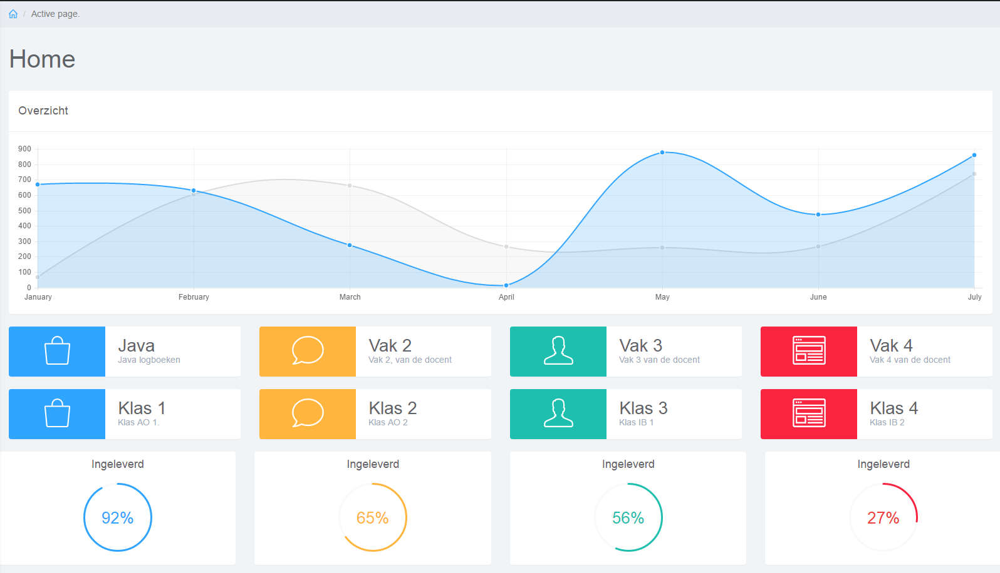 / Active page.
Home
Overzicht
900
800
700
600
500
400
300
200
100
0
January February March April May June July
Java
Java logboeken
Vak 2
Vak 2, van de docent
Vak 3
Vak 3 van de docent
Vak 4
Vak 4 van de docent
Klas 1
Klas AO 1.
Klas 2
Klas AO 2
Klas 3
Klas IB 1
Klas 4
Klas IB 2
Ingeleverd
92%
Ingeleverd
65%
Ingeleverd
56%
Ingeleverd
27%